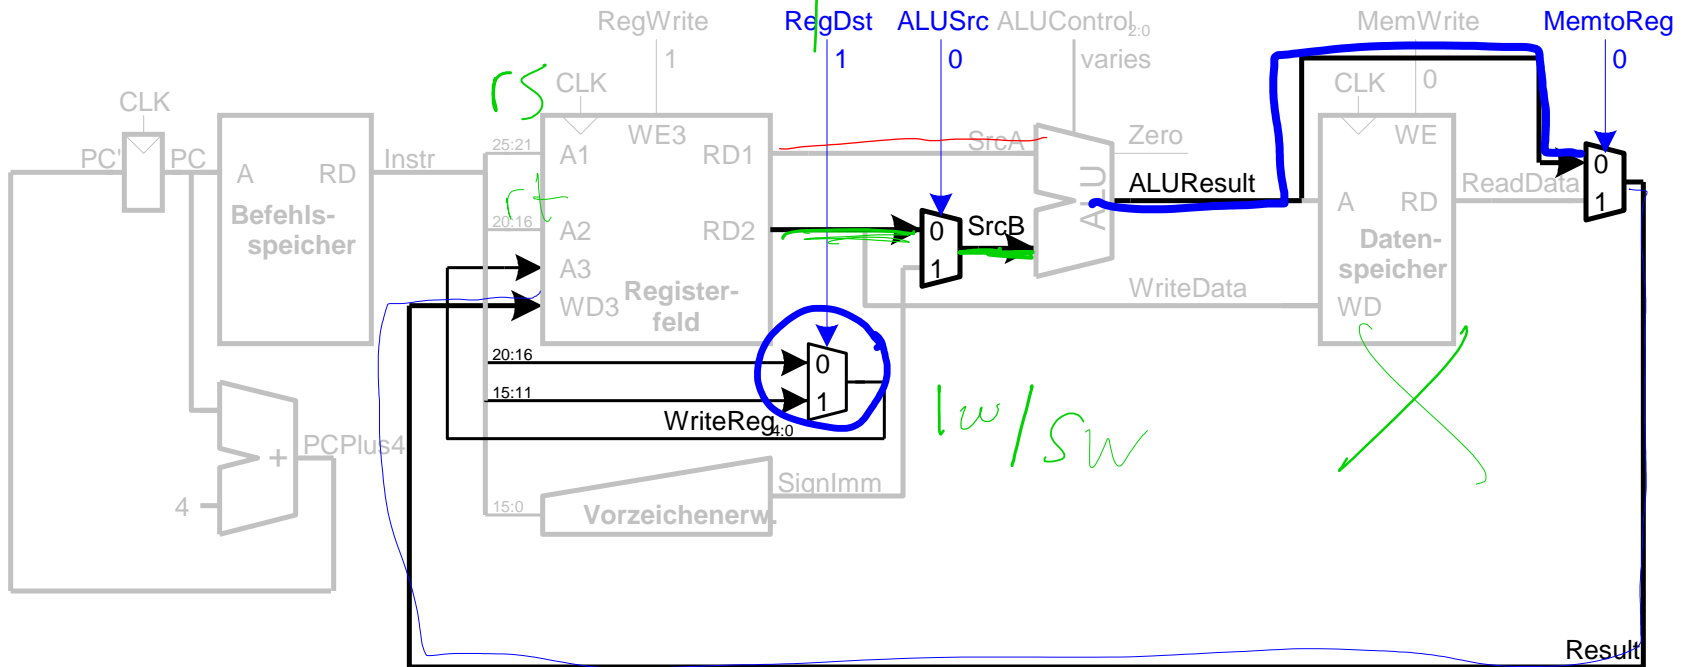 RegWrite
1
RegDst
1
ALUSrc
0
ALUControl2:0
varies
MemWrite
0
MemtoReg
0
rs
CLK
PC'
PC
A
RD
Befehls-
speicher
Instr
25:21
rt
20:16
CLK
WE3
A1
RD1
A2
RD2
A3
WD3
Register-
feld
0
1
SrcA
SrcB
ALU
Zero
ALUResult
WriteData
CLK
WE
A
RD
Daten-
speicher
WD
ReadData
0
1
20:16
15:11
0
1
WriteReg4:0
lw/sw
PCPlus4
+
4
15:0
SignImm
Vorzeichenerw.
Result